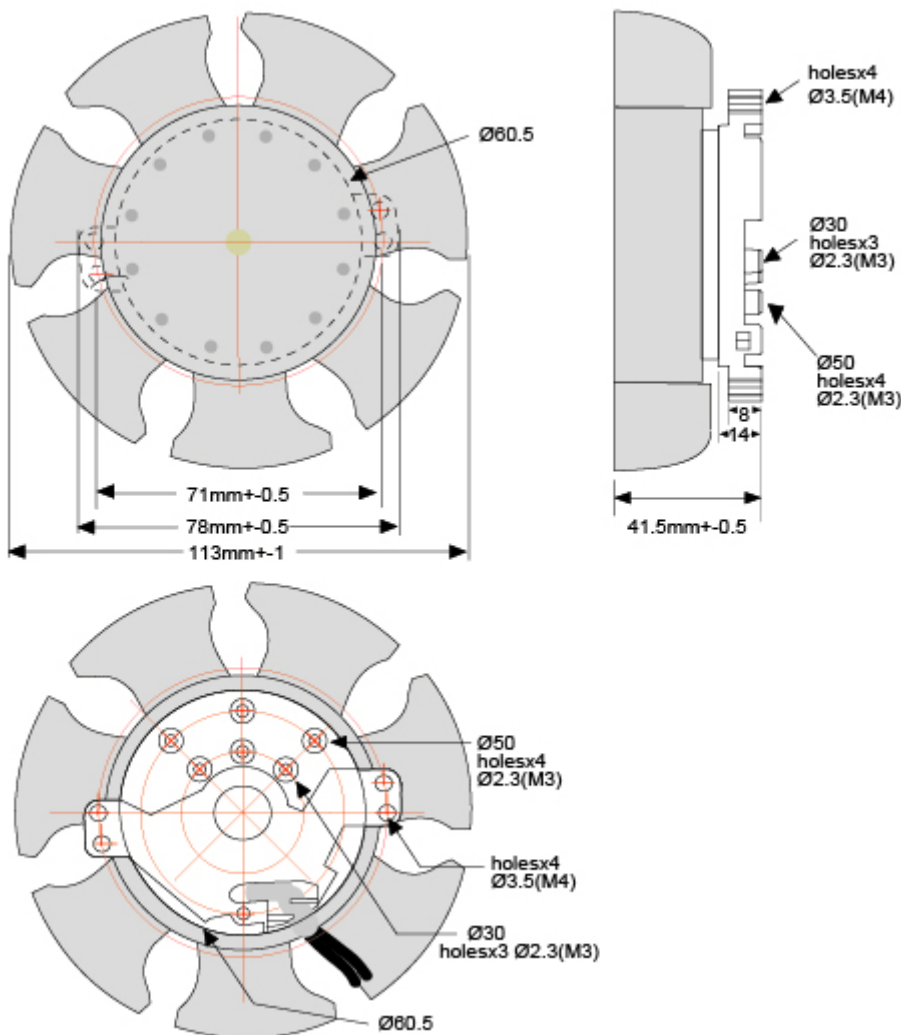 Ø60.5
71mm+-0.5
78mm+-0.5
113mm+-1
holesx4
Ø3.5(M4)
Ø30
holesx3
Ø2.3(M3)
Ø50
holesx4
Ø2.3(M3)
8
14
41.5mm+-0.5
Ø50
holesx4
Ø2.3(M3)
holesx4
Ø3.5(M4)
Ø30
holesx3 Ø2.3(M3)
Ø60.5